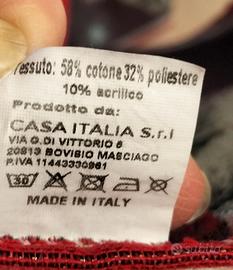 Tessuto: 58% cotone 32% poliestere
10% acrilico
Prodotto da:
CASA ITALIA S.r.l
VIA G.DI VITTORIO 6
20813 BOVISIO MASCIAGO
P.IVA 11443330961
30
MADE IN ITALY
subito